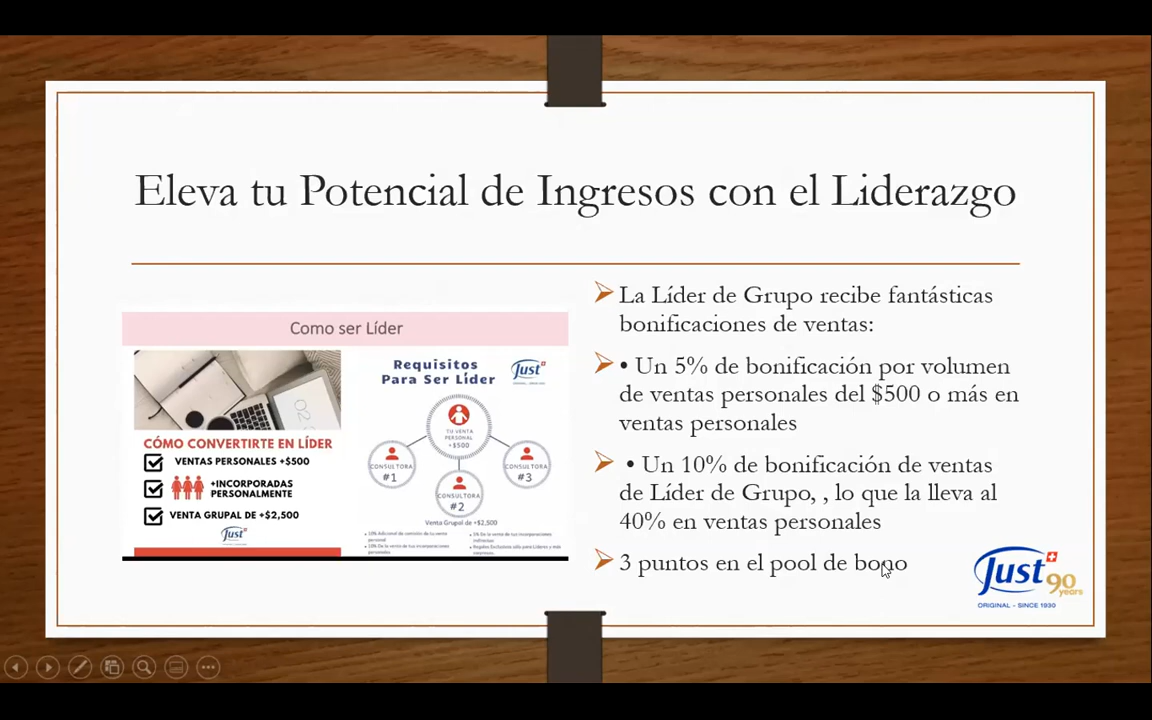 Eleva tu Potencial de Ingresos con el Liderazgo
Como ser Líder
CÓMO CONVERTIRTE EN LÍDER
VENTAS PERSONALES +$500
+INCORPORADAS
PERSONALMENTE
VENTA GRUPAL DE +$2,500
Just
Requisitos
Para Ser Líder
Just
TU VENTA
PERSONAL
+$500
CONSULTORA
#1
CONSULTORA
#2
CONSULTORA
#3
Venta Grupal de +$2,500
La Líder de Grupo recibe fantásticas
bonificaciones de ventas:
• Un 5% de bonificación por volumen
de ventas personales del $500 o más en
ventas personales
• Un 10% de bonificación de ventas
de Líder de Grupo, , lo que la lleva al
40% en ventas personales
3 puntos en el pool de bono
Just
90
years
ORIGINAL – SINCE 1930